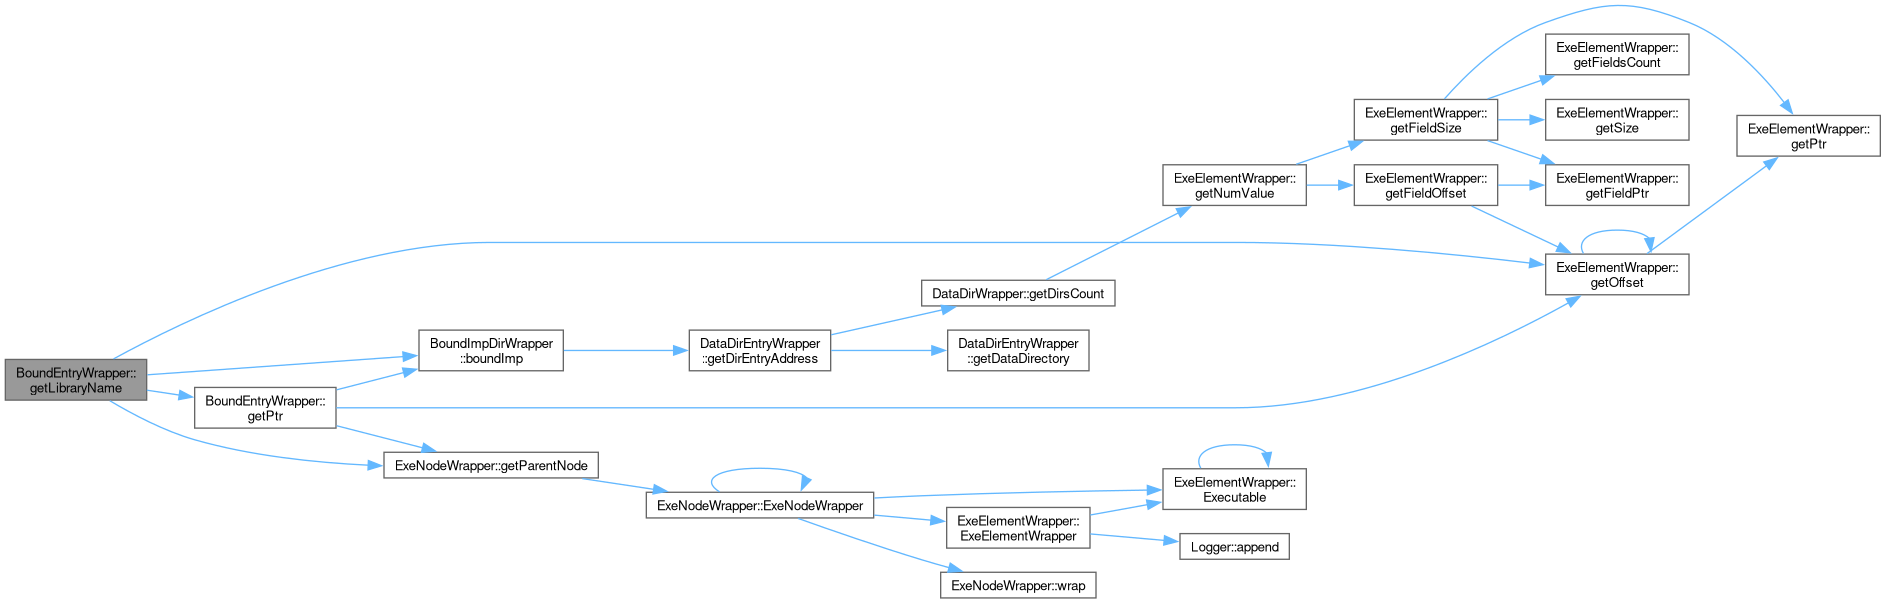 BoundEntryWrapper::
getLibraryName
BoundEntryWrapper::
getPtr
BoundImpDirWrapper
::boundImp
ExeNodeWrapper::getParentNode
DataDirEntryWrapper
::getDirEntryAddress
ExeNodeWrapper::ExeNodeWrapper
DataDirWrapper::getDirsCount
DataDirEntryWrapper
::getDataDirectory
ExeElementWrapper::
ExeElementWrapper
ExeNodeWrapper::wrap
ExeElementWrapper::
getNumValue
ExeElementWrapper::
Executable
Logger::append
ExeElementWrapper::
getFieldSize
ExeElementWrapper::
getFieldOffset
ExeElementWrapper::
getFieldsCount
ExeElementWrapper::
getSize
ExeElementWrapper::
getFieldPtr
ExeElementWrapper::
getOffset
ExeElementWrapper::
getPtr